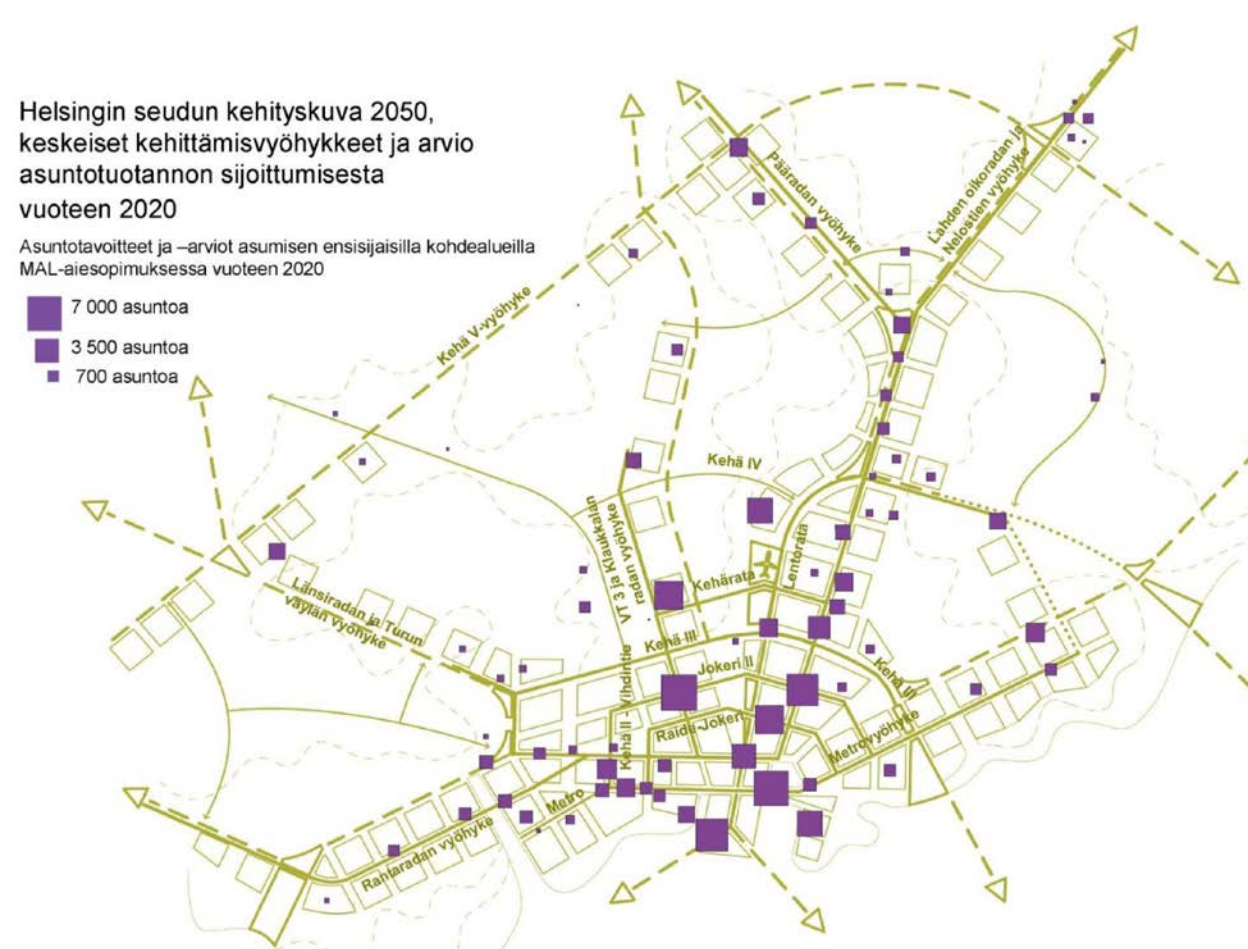 Helsingin seudun kehityskuva 2050,
keskeiset kehittämisvyöhykkeet ja arvio
asuntotuotannon sijoittumisesta
vuoteen 2020
Asuntotavoitteet ja –arviot asumisen ensisijaisilla kohdealueilla
MAL-aiesopimuksessa vuoteen 2020
7 000 asuntoa
3 500 asuntoa
700 asuntoa
Pääradan vyöhyke
Lahden oikoradan ja
Nelostien vyöhyke
Kehä V-vyöhyke
Kehä IV
VT 3 ja Klaukkalan
radan vyöhyke
Lentorata
Kehärata
Länsiradan ja Turun
väylän vyöhyke
Kehä III
Kehä III
Jokeri II
Kehä II - Vihdintie
Raide-Jokeri
Metrovyöhyke
Metro
Rantaradan vyöhyke